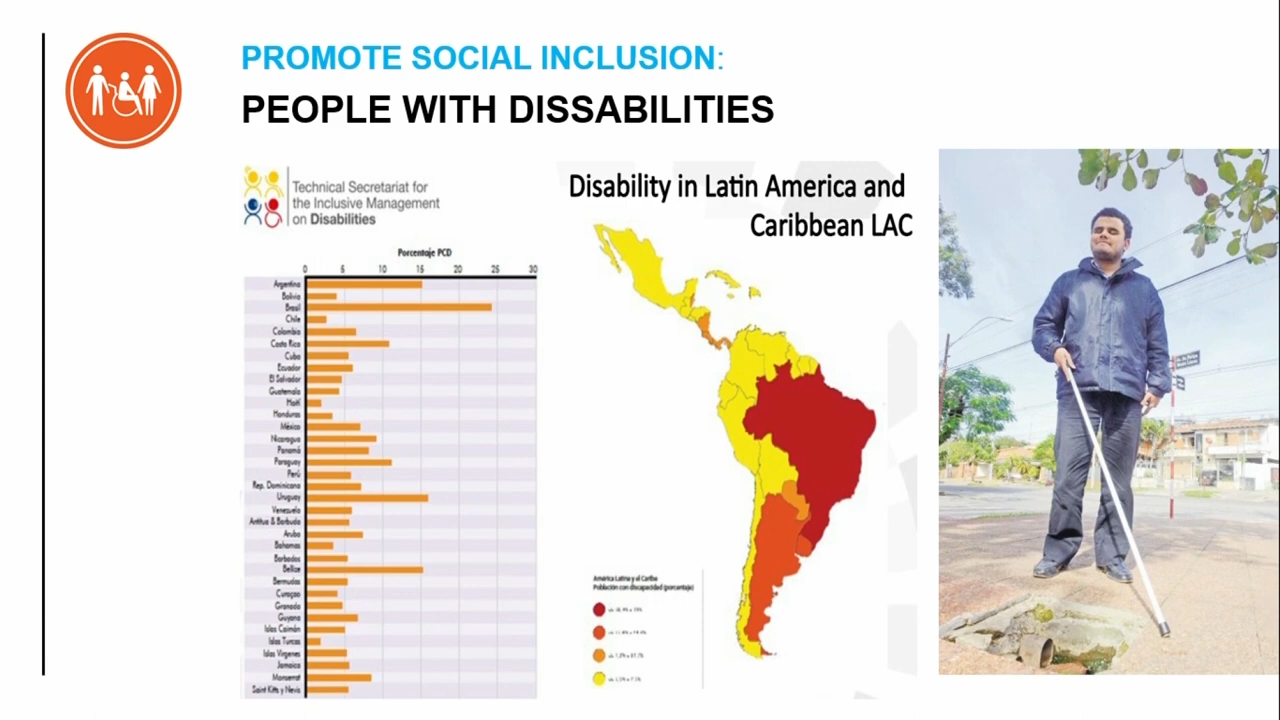 PROMOTE SOCIAL INCLUSION:
PEOPLE WITH DISSABILITIES
Technical Secretariat for
the Inclusive Management
on Disabilities
Disability in Latin America and
Caribbean LAC
Porcentaje PCD
0 5 10 15 20 25 30
Argentina
Bolivia
Brasil
Chile
Colombia
Costa Rica
Cuba
Ecuador
El Salvador
Guatemala
Haití
Honduras
México
Nicaragua
Panamá
Paraguay
Perú
Rep. Dominicana
Uruguay
Venezuela
Antitua & Barbuda
Aruba
Bahamas
Barbados
Belize
Bermudas
Curaçao
Granada
Guyana
Islas Caimán
Islas Turcas
Islas Vírgenes
Jamaica
Monserrat
Saint Kitts y Nevis
América Latina y el Caribe
Población con discapacidad (porcentaje)